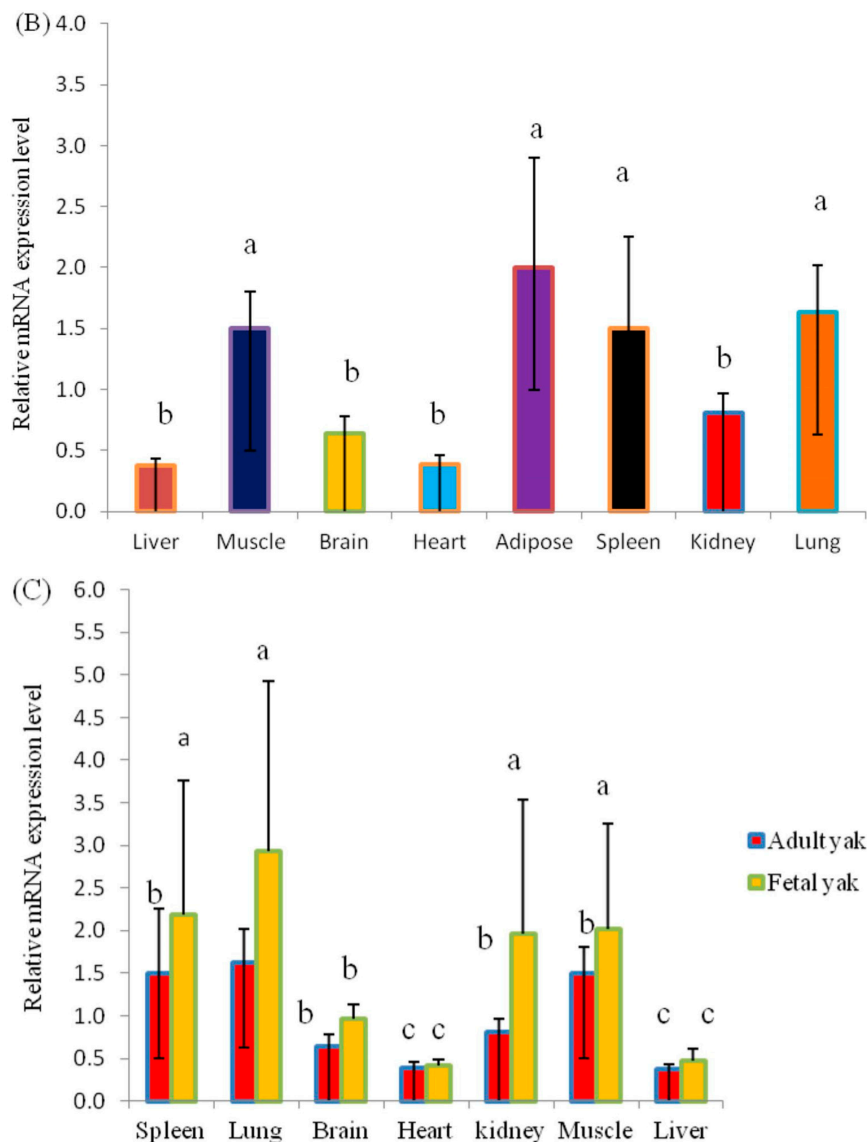 (B)
Relative mRNA expression level
4.0
3.5
3.0
2.5
2.0
1.5
1.0
0.5
0.0
a
a
a
a
b
b
b
b
Liver Muscle Brain Heart Adipose Spleen Kidney Lung
(C)
Relative mRNA expression level
6.0
5.5
5.0
4.5
4.0
3.5
3.0
2.5
2.0
1.5
1.0
0.5
0.0
a
a
a
a
b
b
b
b
b
c c
c c
Adult yak
Fetal yak
Spleen Lung Brain Heart kidney Muscle Liver